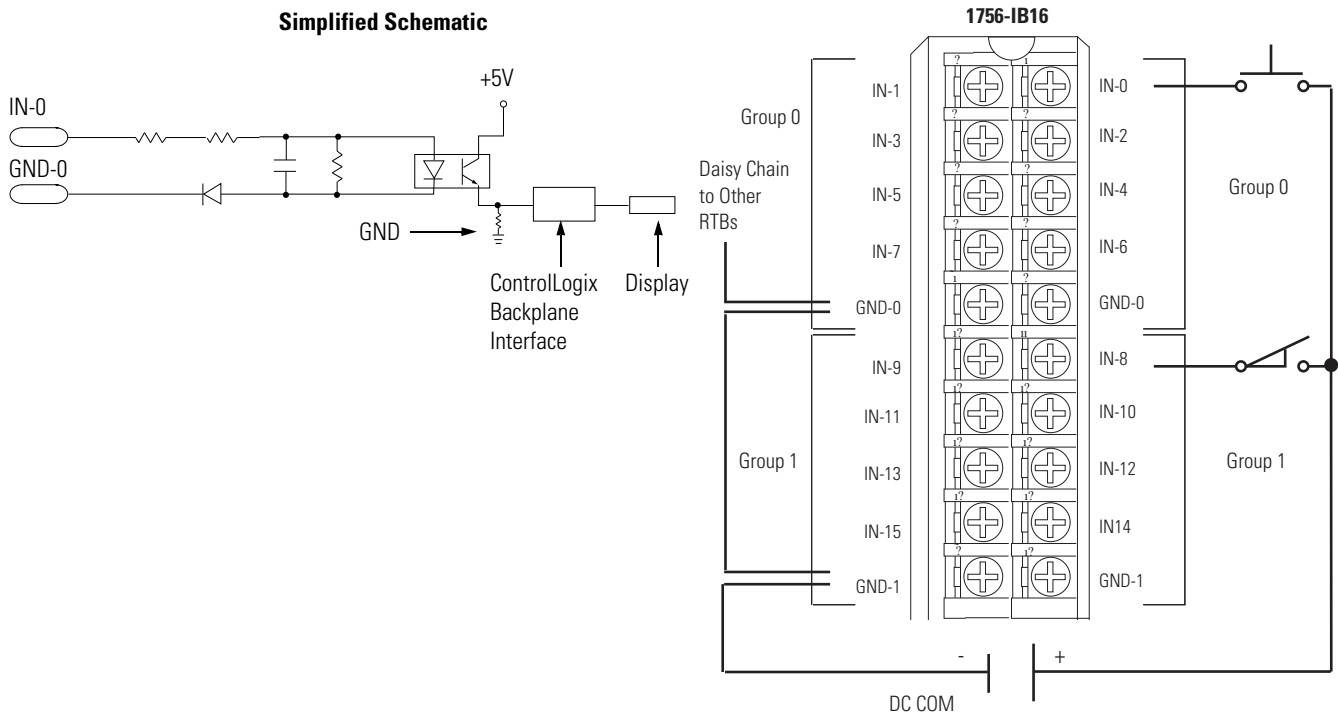 Simplified Schematic
+5V
IN-0
GND-0
GND
ControlLogix
Backplane
Interface
Display
1756-IB16
Group 0
Daisy Chain
to Other
RTBs
Group 1
IN-1
IN-3
IN-5
IN-7
GND-0
IN-9
IN-11
IN-13
IN-15
GND-1
IN-0
IN-2
IN-4
IN-6
GND-0
IN-8
IN-10
IN-12
IN14
GND-1
Group 0
Group 1
-
+
DC COM